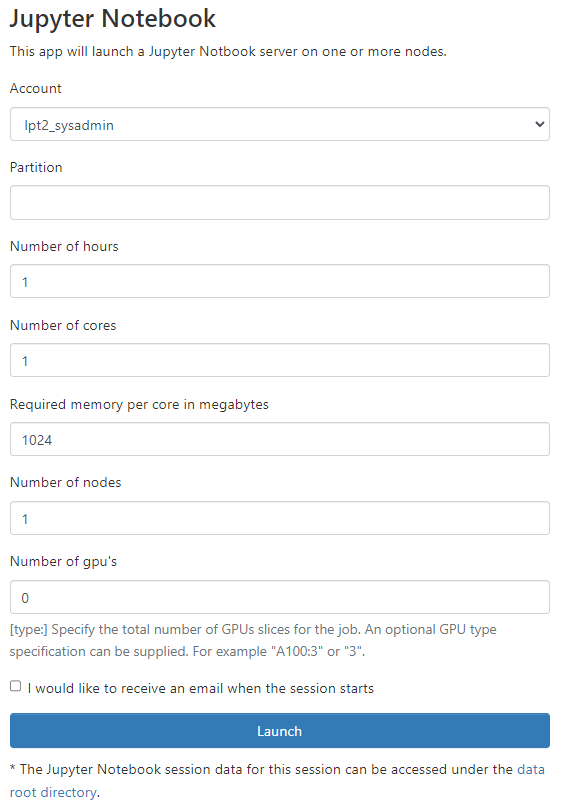 Jupyter Notebook
This app will launch a Jupyter Notbook server on one or more nodes.
Account
lpt2_sysadmin
Partition
Number of hours
1
Number of cores
1
Required memory per core in megabytes
1024
Number of nodes
1
Number of gpu's
0
[type:] Specify the total number of GPUs slices for the job. An optional GPU type
specification can be supplied. For example "A100:3" or "3".
I would like to receive an email when the session starts
Launch
* The Jupyter Notebook session data for this session can be accessed under the data
root directory.